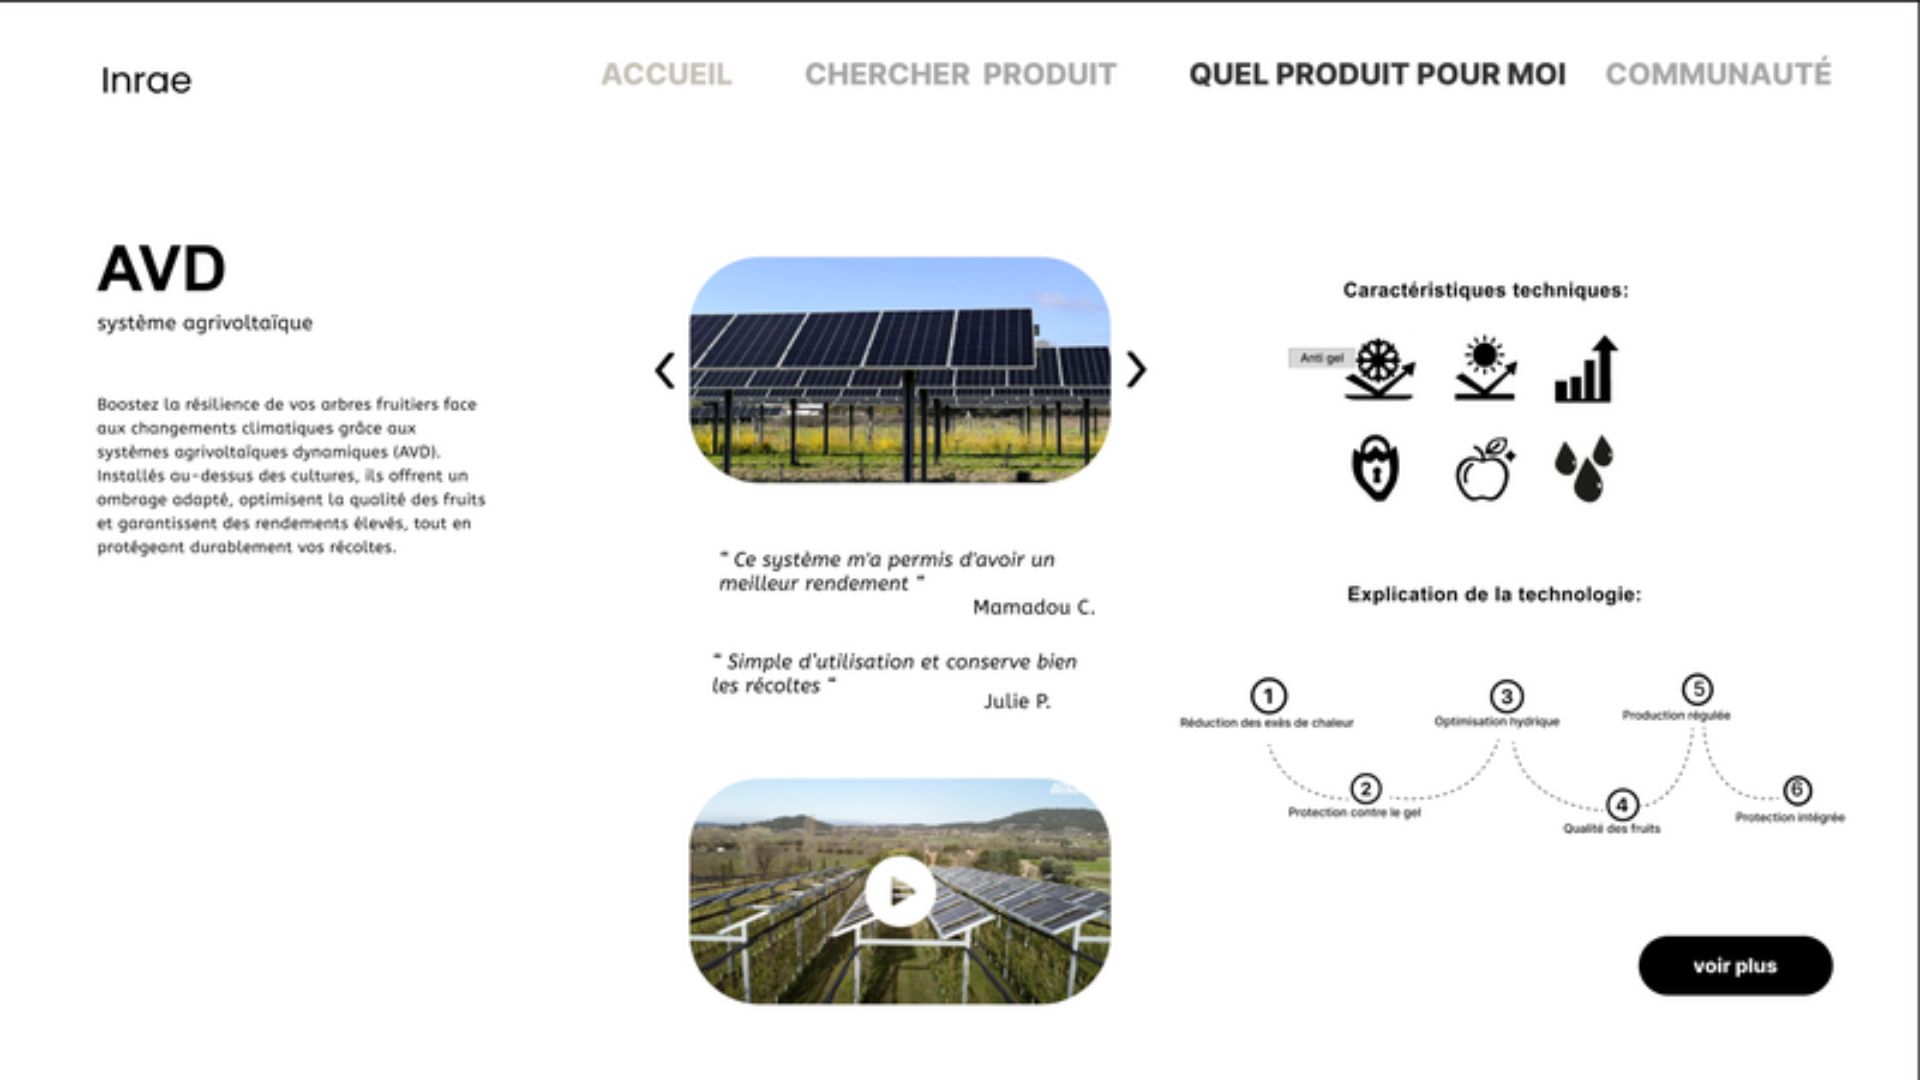 Inrae
ACCUEIL
CHERCHER PRODUIT
QUEL PRODUIT POUR MOI
COMMUNAUTÉ
AVD
système agrivoltaïque
Boostez la résilience de vos arbres fruitiers face
aux changements climatiques grâce aux
systèmes agrivoltaïques dynamiques (AVD).
Installés au-dessus des cultures, ils offrent un
ombrage adapté, optimisent la qualité des fruits
et garantissent des rendements élevés, tout en
protégeant durablement vos récoltes.
" Ce système m'a permis d'avoir un
meilleur rendement "
Mamadou C.
" Simple d'utilisation et conserve bien
les récoltes "
Julie P.
Caractéristiques techniques:
Anti gel
Explication de la technologie:
1
Réduction des exès de chaleur
2
Protection contre le gel
3
Optimisation hydrique
4
Qualité des fruits
5
Production régulée
6
Protection intégrée
voir plus